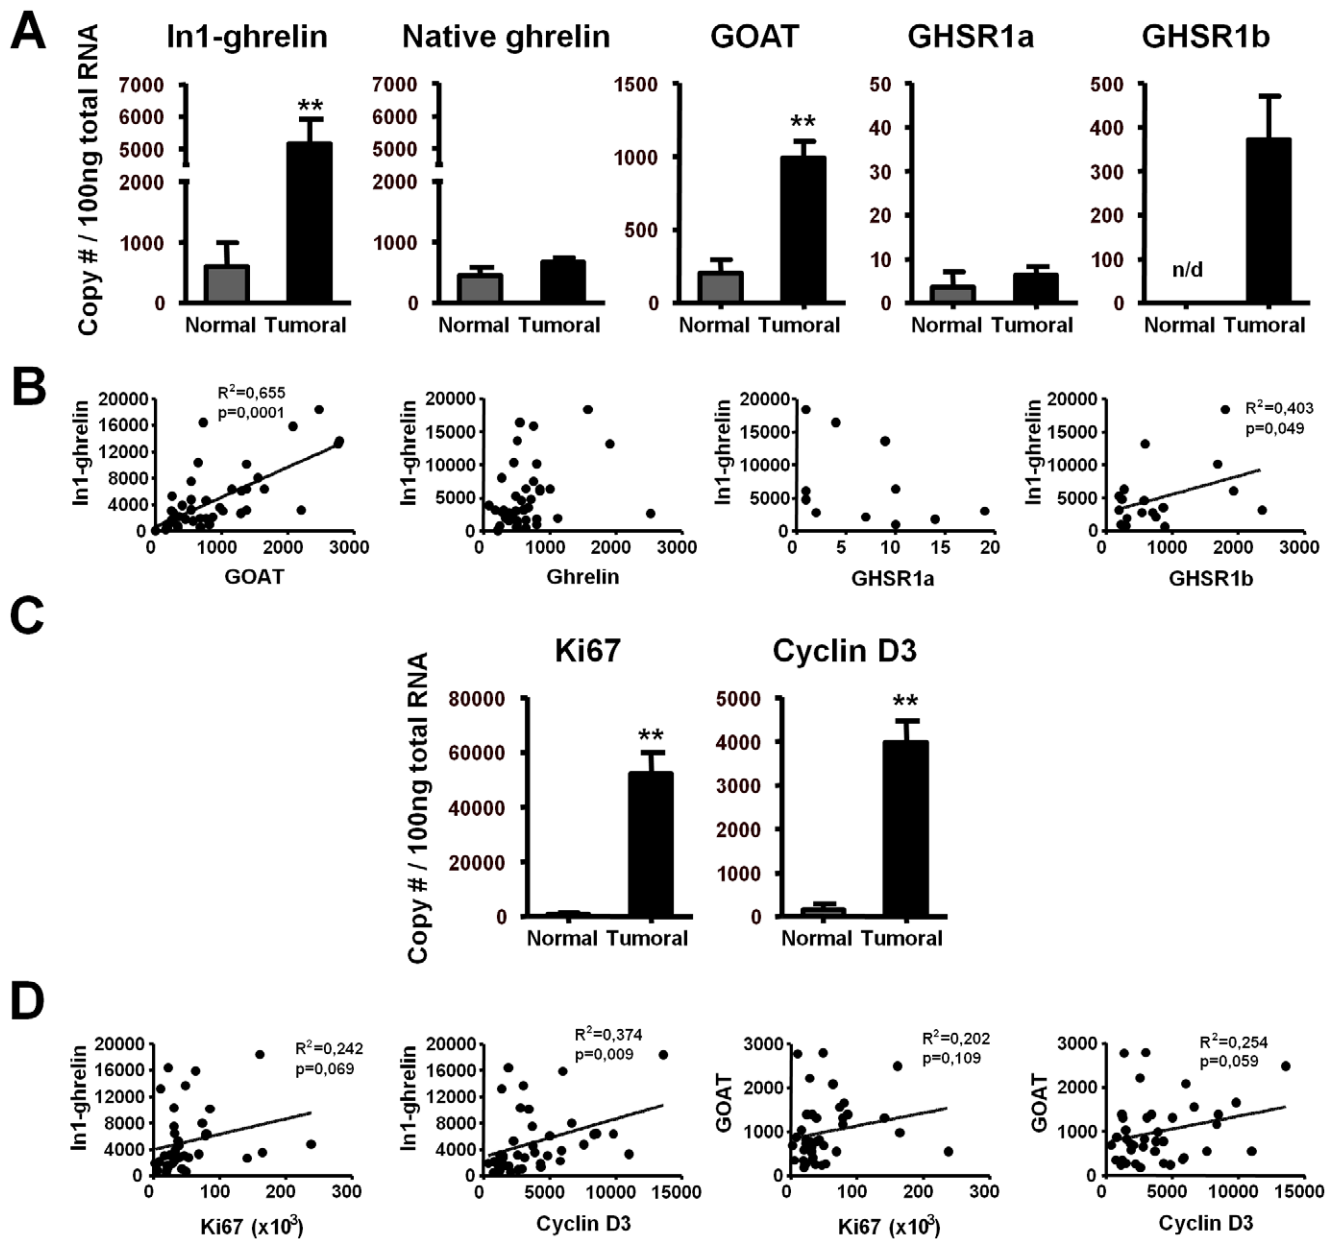 A
In1-ghrelin Native ghrelin GOAT GHSR1a GHSR1b
Copy # / 100ng total RNA
7000
6000
5000
2000
1000
0
**
Normal Tumoral
7000
6000
5000
2000
1000
0
Normal Tumoral
1500
1000
500
0
**
Normal Tumoral
50
40
30
20
10
0
Normal Tumoral
500
400
300
200
100
0
n/d
Normal Tumoral
B
In1-ghrelin
20000
16000
12000
8000
4000
0
R²=0,655
p=0,0001
0 1000 2000 3000
GOAT
In1-ghrelin
20000
15000
10000
5000
0
0 1000 2000 3000
Ghrelin
In1-ghrelin
20000
15000
10000
5000
0
0 5 10 15 20
GHSR1a
In1-ghrelin
20000
15000
10000
5000
0
R²=0,403
p=0,049
0 1000 2000 3000
GHSR1b
C
Ki67 Cyclin D3
Copy # / 100ng total RNA
80000
60000
40000
20000
0
**
Normal Tumoral
5000
4000
3000
2000
1000
0
**
Normal Tumoral
D
In1-ghrelin
20000
16000
12000
8000
4000
0
R²=0,242
p=0,069
0 100 200 300
Ki67 (x10³)
In1-ghrelin
20000
16000
12000
8000
4000
0
R²=0,374
p=0,009
0 5000 10000 15000
Cyclin D3
GOAT
3000
2000
1000
0
R²=0,202
p=0,109
0 100 200 300
Ki67 (x10³)
GOAT
3000
2000
1000
0
R²=0,254
p=0,059
0 5000 10000 15000
Cyclin D3